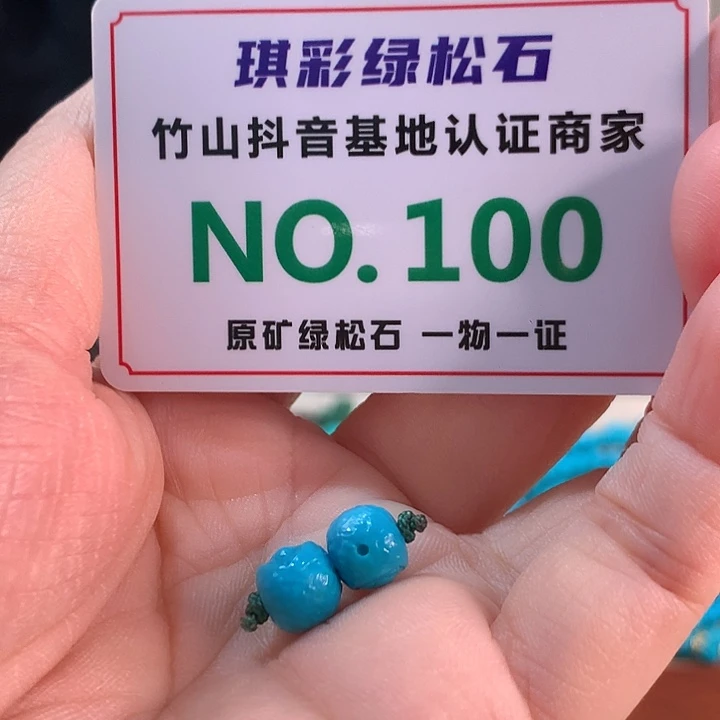 琪彩绿松石
竹山抖音基地认证商家
NO.100
原矿绿松石 一物一证